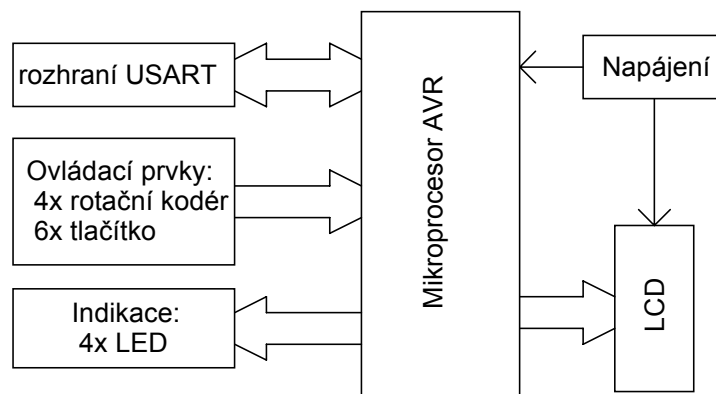 rozhraní USART
Ovládací prvky:
4x rotační kodér
6x tlačítko
Indikace:
4x LED
Mikroprocesor AVR
Napájení
LCD